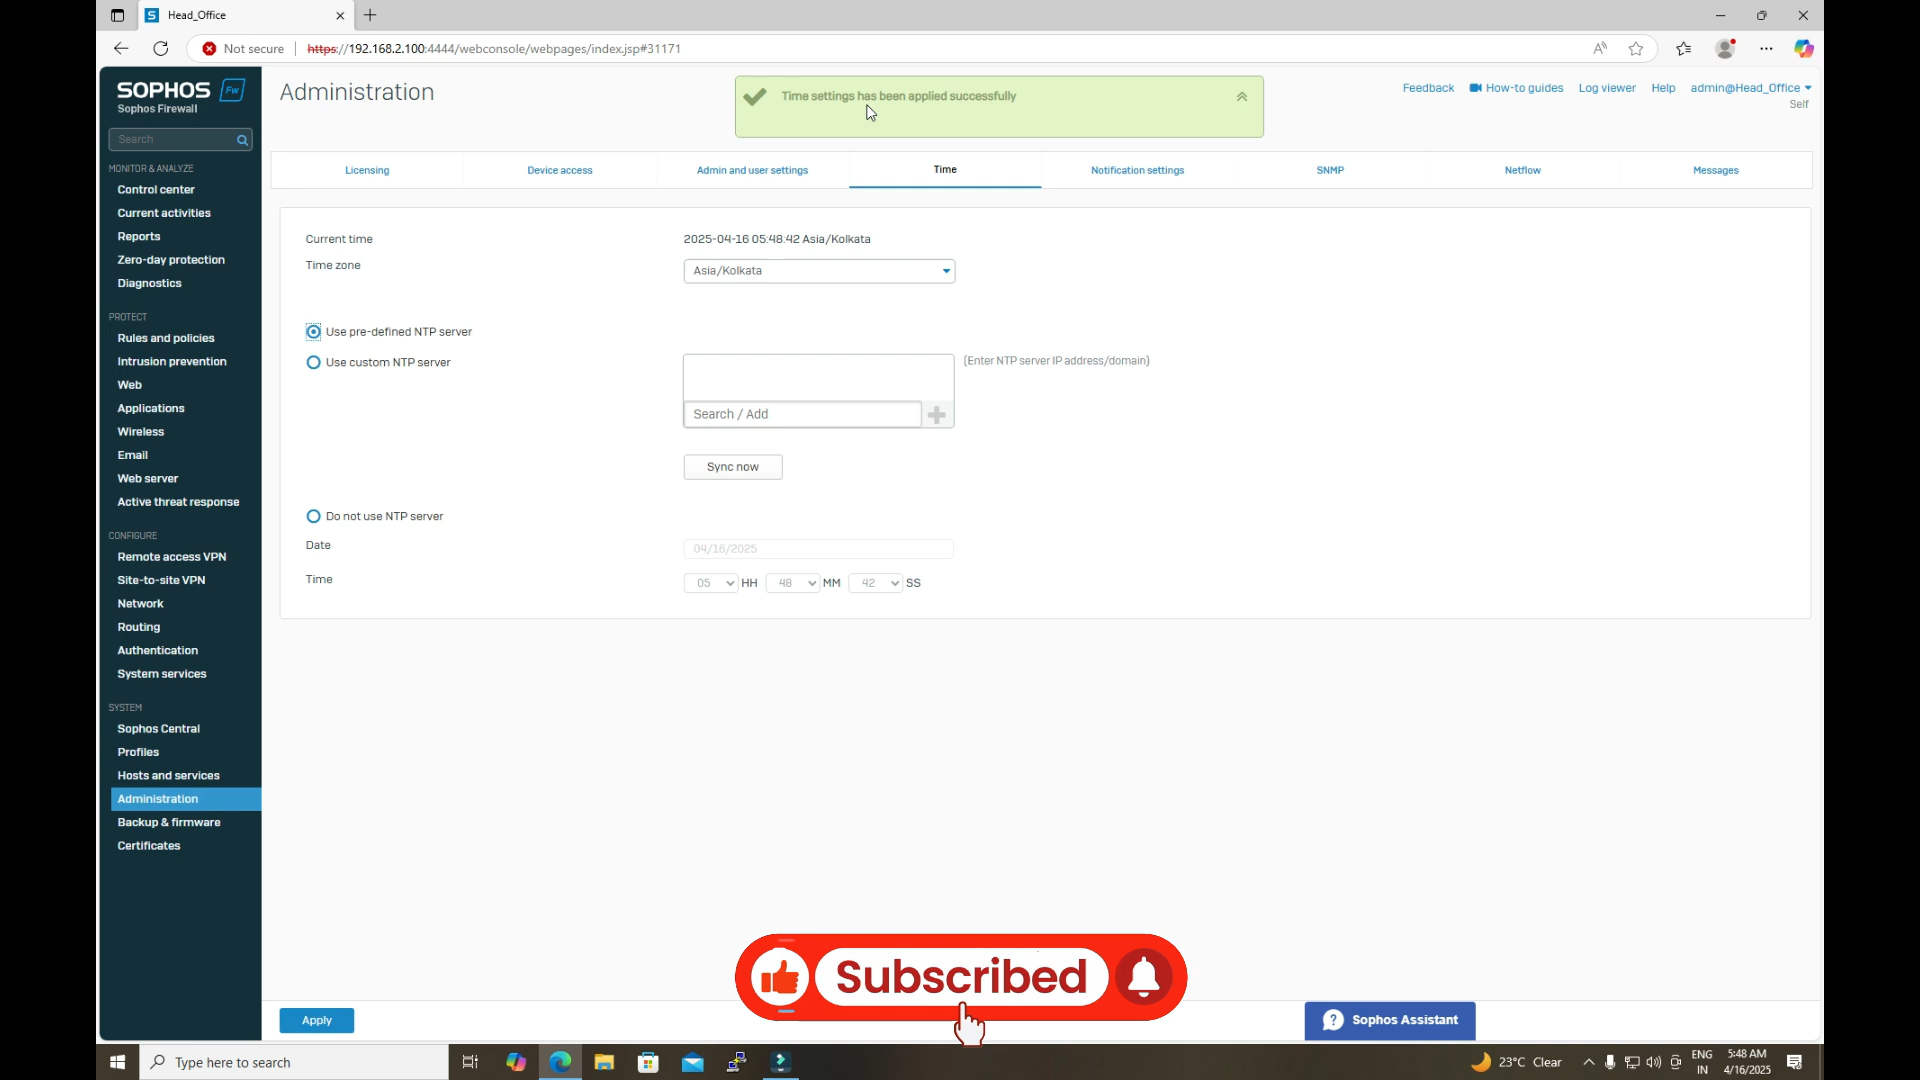 Head_Office
Not secure
https://192.168.2.100:4444/webconsole/webpages/index.jsp#31171
SOPHOS Fw
Sophos Firewall
Search
MONITOR & ANALYZE
Control center
Current activities
Reports
Zero-day protection
Diagnostics
PROTECT
Rules and policies
Intrusion prevention
Web
Applications
Wireless
Email
Web server
Active threat response
CONFIGURE
Remote access VPN
Site-to-site VPN
Network
Routing
Authentication
System services
SYSTEM
Sophos Central
Profiles
Hosts and services
Administration
Backup & firmware
Certificates
Administration
Time settings has been applied successfully
Feedback How-to guides Log viewer Help admin@Head_Office
Self
Licensing Device access Admin and user settings Time Notification settings SNMP Netflow Messages
Current time 2025-04-16 05:48:42 Asia/Kolkata
Time zone Asia/Kolkata
Use pre-defined NTP server
Use custom NTP server (Enter NTP server IP address/domain)
Search / Add
Sync now
Do not use NTP server
Date 04/16/2025
Time 05 HH 48 MM 42 SS
Subscribed
Apply
? Sophos Assistant
Type here to search
23°C Clear
ENG
IN
5:48 AM
4/16/2025